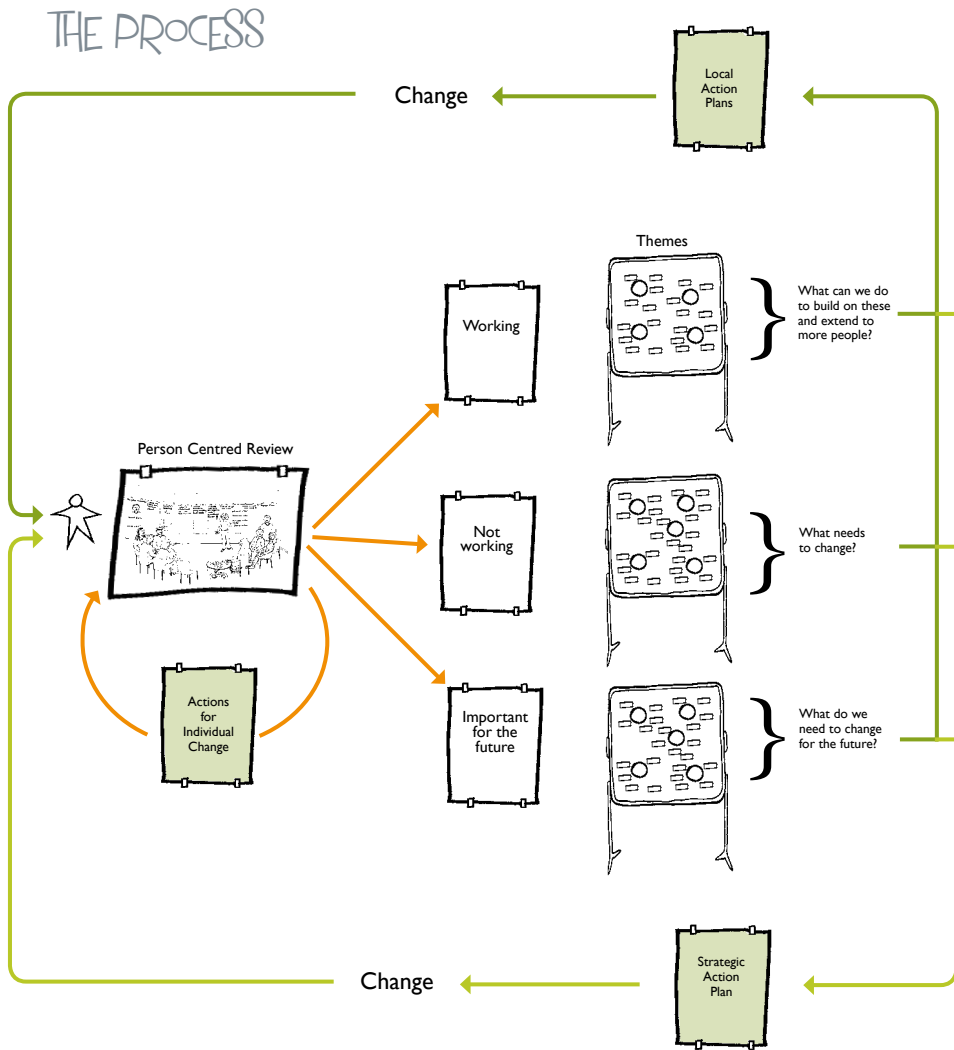 THE PROCESS
Local
Action
Plans
Change
Themes
Working
What can we do
to build on these
and extend to
more people?
Person Centred Review
Not
working
What needs
to change?
Actions
for
Individual
Change
Important
for the
future
What do we
need to change
for the future?
Change
Strategic
Action
Plan